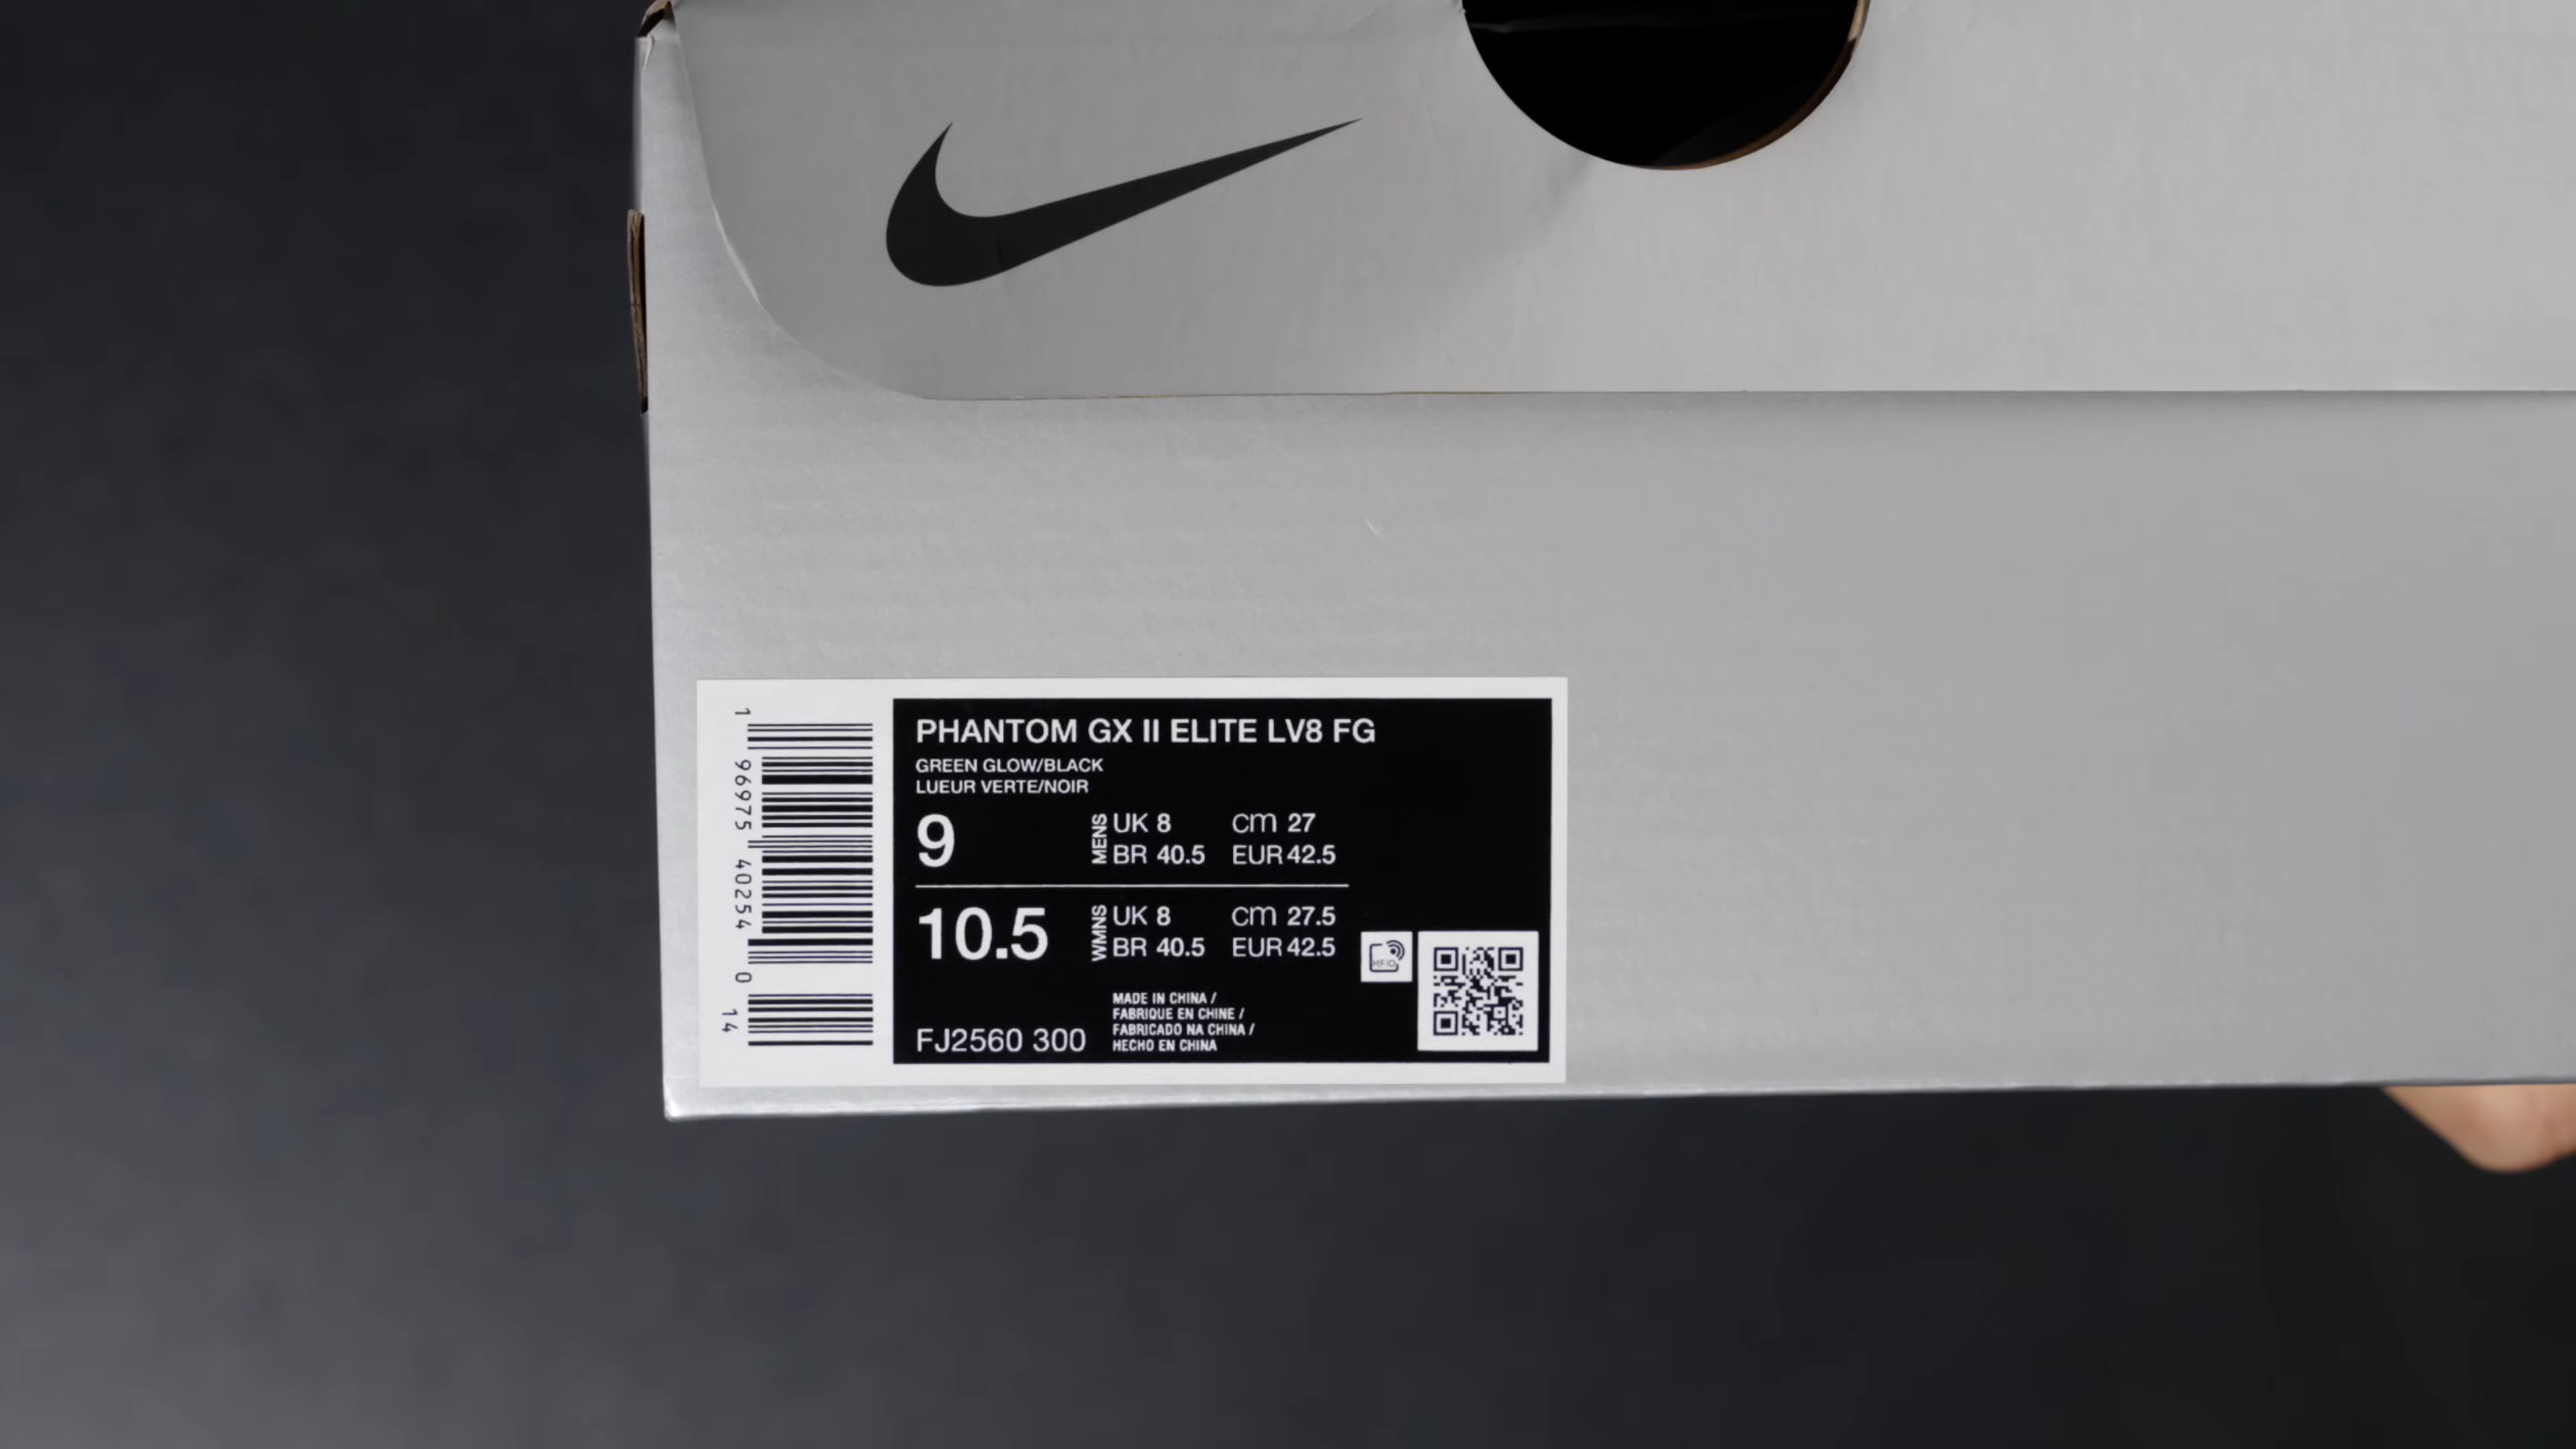 PHANTOM GX II ELITE LV8 FG
GREEN GLOW/BLACK
LUEUR VERTE/NOIR
9 MENS UK 8 cm 27
BR 40.5 EUR 42.5
10.5 WMNS UK 8 cm 27.5
BR 40.5 EUR 42.5
MADE IN CHINA /
FABRIQUE EN CHINE /
FABRICADO NA CHINA /
HECHO EN CHINA
FJ2560 300
RFID
1 96975 40254 0 14